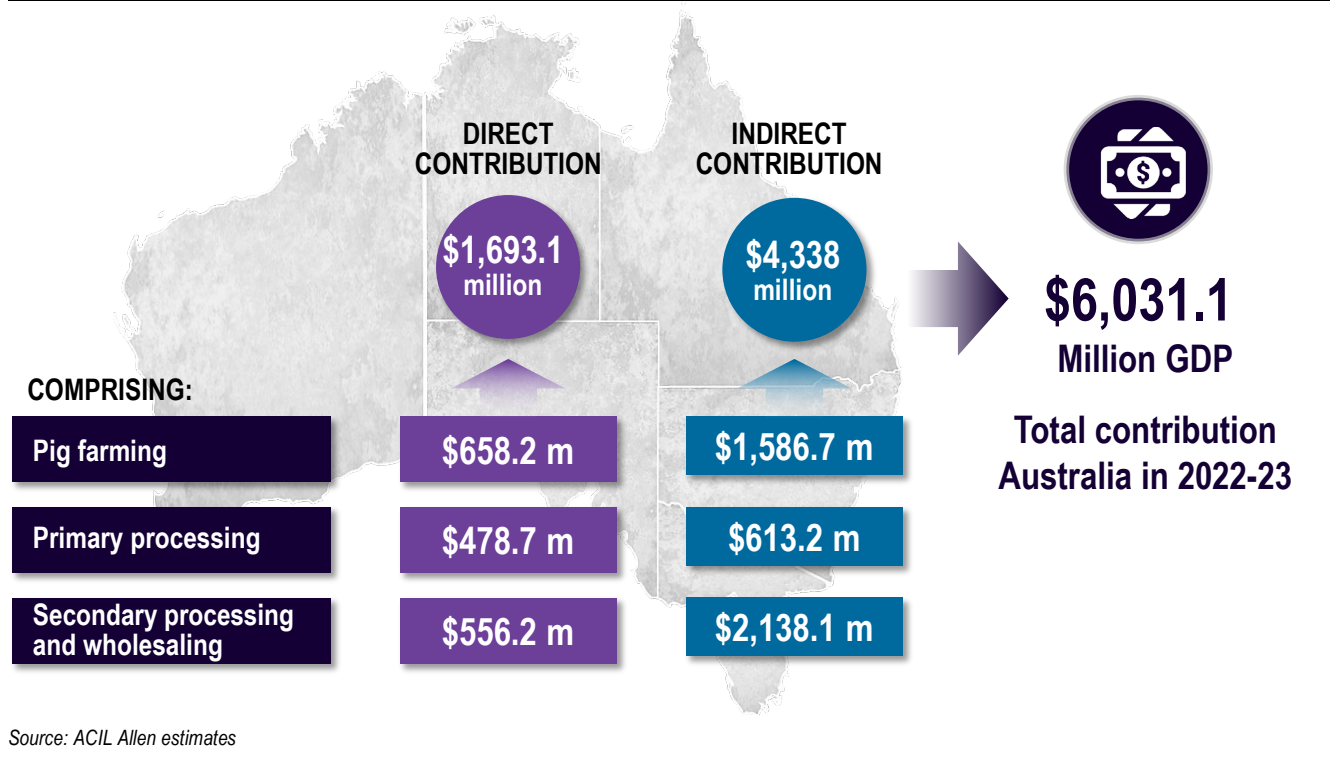 DIRECT
CONTRIBUTION
INDIRECT
CONTRIBUTION
$1,693.1
million
$4,338
million
$
$6,031.1
Million GDP
Total contribution
Australia in 2022-23
COMPRISING:
Pig farming
$658.2 m
$1,586.7 m
Primary processing
$478.7 m
$613.2 m
Secondary processing
and wholesaling
$556.2 m
$2,138.1 m
Source: ACIL Allen estimates